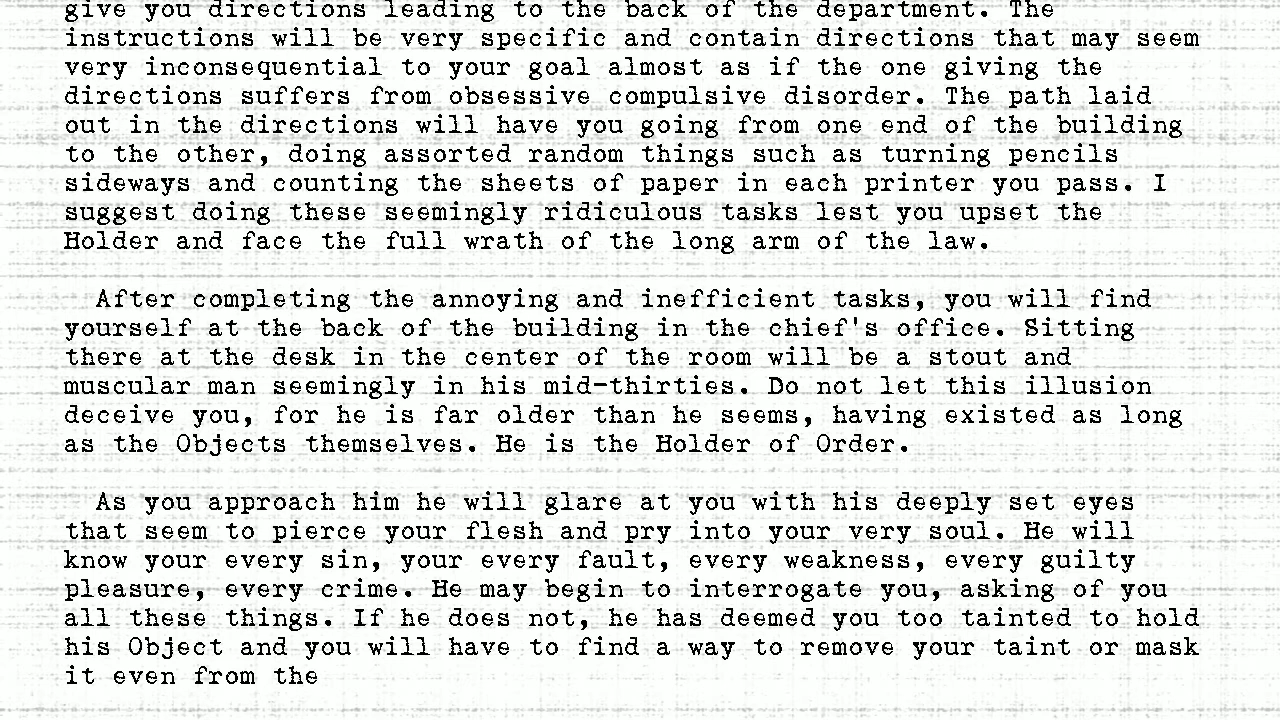 give you directions leading to the back of the department. The
instructions will be very specific and contain directions that may seem
very inconsequential to your goal almost as if the one giving the
directions suffers from obsessive compulsive disorder. The path laid
out in the directions will have you going from one end of the building
to the other, doing assorted random things such as turning pencils
sideways and counting the sheets of paper in each printer you pass. I
suggest doing these seemingly ridiculous tasks lest you upset the
Holder and face the full wrath of the long arm of the law.
After completing the annoying and inefficient tasks, you will find
yourself at the back of the building in the chief's office. Sitting
there at the desk in the center of the room will be a stout and
muscular man seemingly in his mid-thirties. Do not let this illusion
deceive you, for he is far older than he seems, having existed as long
as the Objects themselves. He is the Holder of Order.
As you approach him he will glare at you with his deeply set eyes
that seem to pierce your flesh and pry into your very soul. He will
know your every sin, your every fault, every weakness, every guilty
pleasure, every crime. He may begin to interrogate you, asking of you
all these things. If he does not, he has deemed you too tainted to hold
his Object and you will have to find a way to remove your taint or mask
it even from the